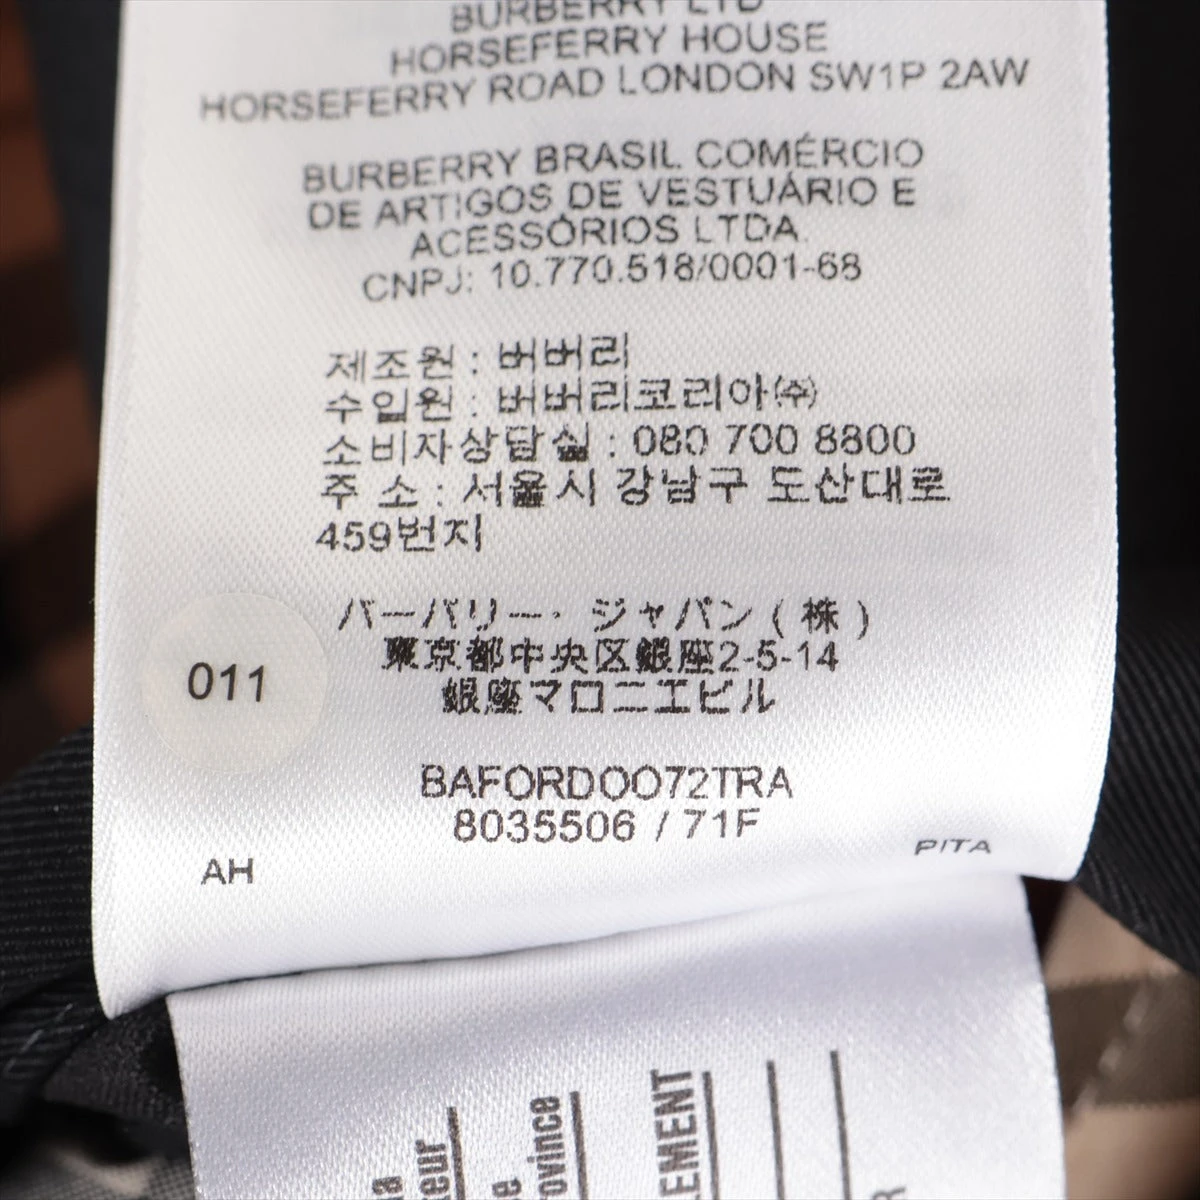 BURBERRY LTD
HORSEFERRY HOUSE
HORSEFERRY ROAD LONDON SW1P 2AW
BURBERRY BRASIL COMÉRCIO
DE ARTIGOS DE VESTUÁRIO E
ACESSÓRIOS LTDA.
CNPJ: 10.770.518/0001-68
제조원 : 버버리
수입원 : 버버리코리아㈜
소비자상담실 : 080 700 8800
주 소 : 서울시 강남구 도산대로
459번지
バーバリー・ジャパン(株)
東京都中央区銀座2-5-14
銀座マロニエビル
011
BAFORDOO72TRA
8035506 / 71F
AH
PITA